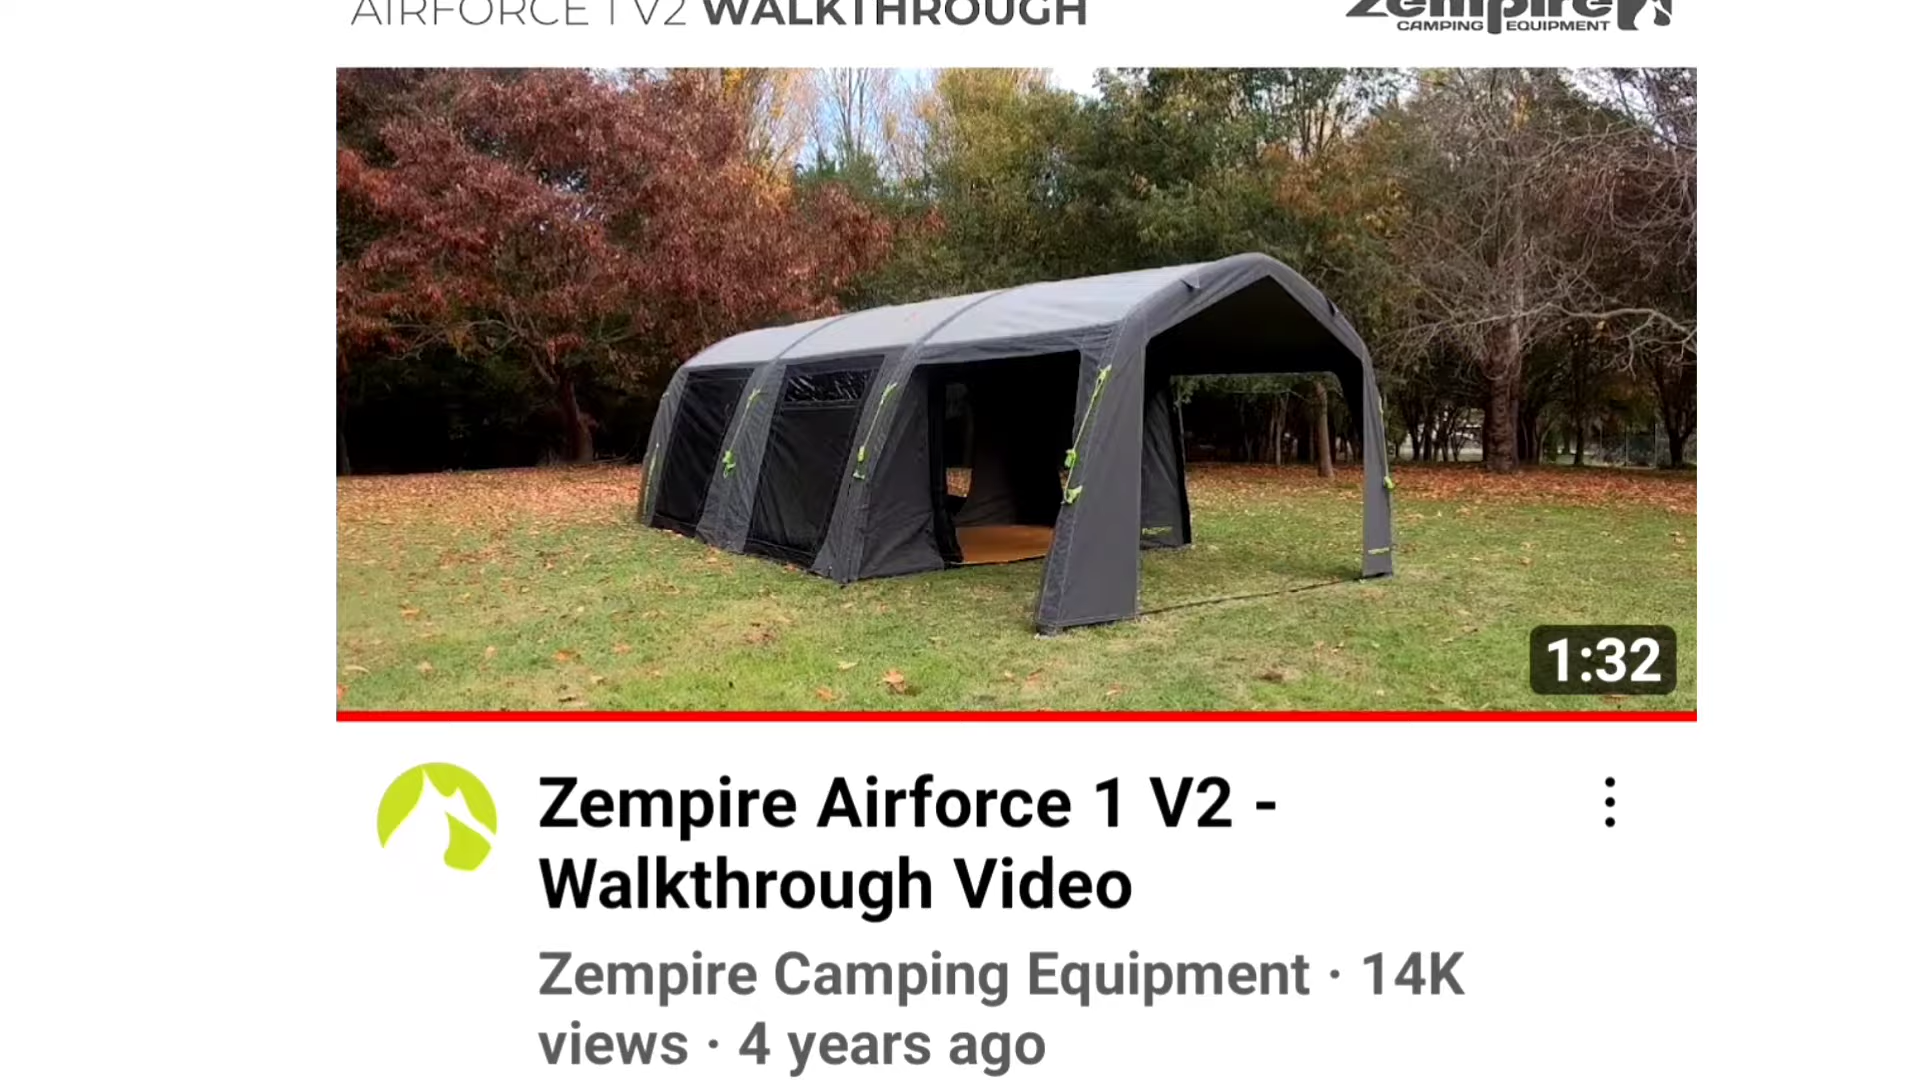 AIRFORCE 1 V2 WALKTHROUGH
Zempire
CAMPING EQUIPMENT
1:32
Zempire Airforce 1 V2 -
Walkthrough Video
Zempire Camping Equipment · 14K
views · 4 years ago